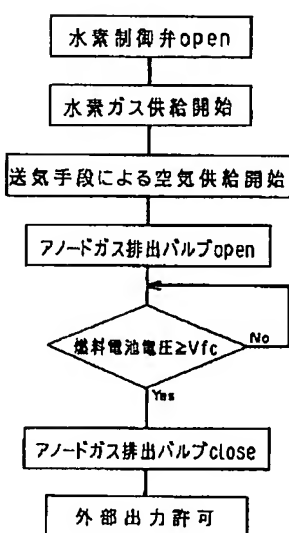 水素制御弁open
水素ガス供給開始
送気手段による空気供給開始
アノードガス排出バルブopen
燃料電池電圧≧Vfc
No
Yes
アノードガス排出バルブclose
外部出力許可